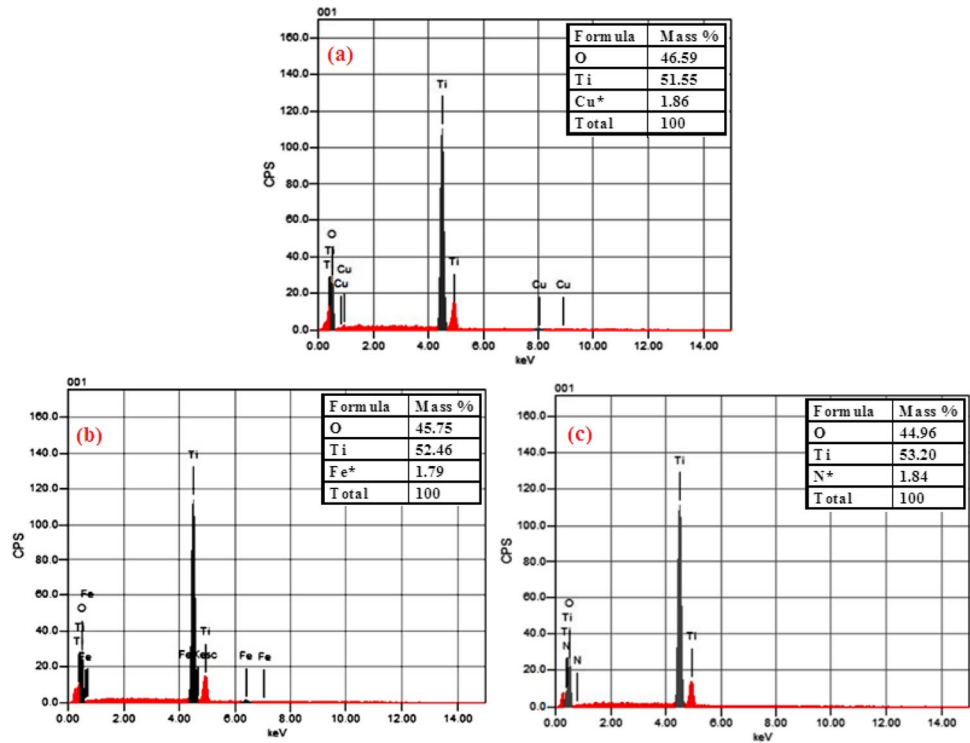 001
(a)
Formula Mass %
O 46.59
Ti 51.55
Cu* 1.86
Total 100
160.0
140.0
120.0
100.0
80.0
60.0
40.0
20.0
0.0
CPS
Ti
O
Ti
T
Cu
Cu
Ti
Cu Cu
0.00 2.00 4.00 6.00 8.00 10.00 12.00 14.00
keV
001
(b)
Formula Mass %
O 45.75
Ti 52.46
Fe* 1.79
Total 100
160.0
140.0
120.0
100.0
80.0
60.0
40.0
20.0
0.0
CPS
Ti
Fe
O
Ti
T
Fe
FeKesc
Ti
Fe Fe
0.00 2.00 4.00 6.00 8.00 10.00 12.00 14.00
keV
001
(c)
Formula Mass %
O 44.96
Ti 53.20
N* 1.84
Total 100
160.0
140.0
120.0
100.0
80.0
60.0
40.0
20.0
0.0
CPS
Ti
O
Ti
T
N
N
Ti
0.00 2.00 4.00 6.00 8.00 10.00 12.00 14.00
keV